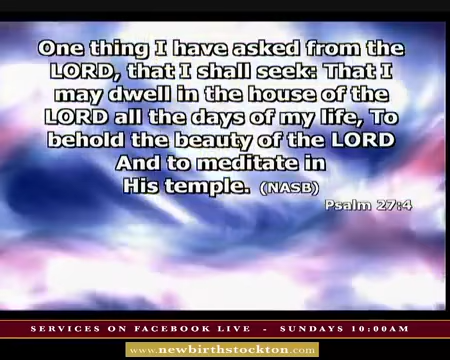 One thing I have asked from the
LORD, that I shall seek: That I
may dwell in the house of the
LORD all the days of my life, To
behold the beauty of the LORD
And to meditate in
His temple. (NASB)
Psalm 27:4
SERVICES ON FACEBOOK LIVE - SUNDAYS 10:00AM
www.newbirthstockton.com